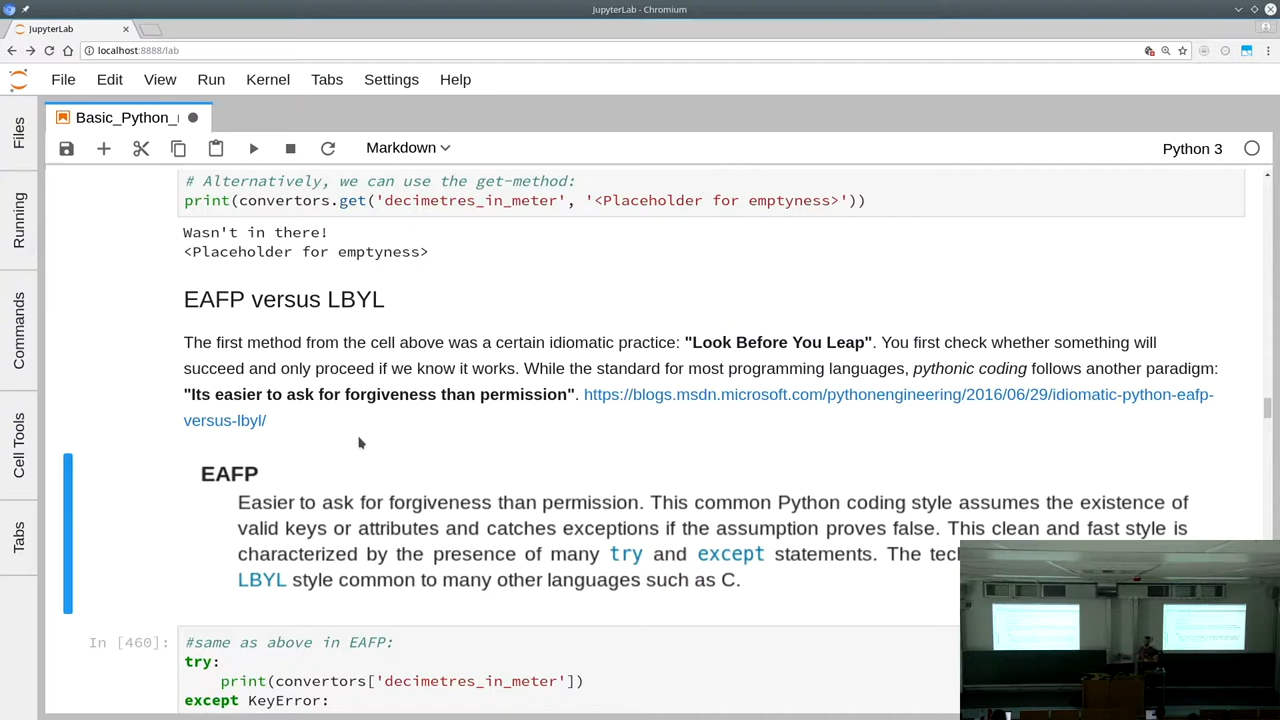 JupyterLab - Chromium
JupyterLab
localhost:8888/lab
File Edit View Run Kernel Tabs Settings Help
Files
Running
Commands
Cell Tools
Tabs
Basic_Python_
Markdown
Python 3
# Alternatively, we can use the get-method:
print(convertors.get('decimetres_in_meter', '<Placeholder for emptyness>'))
Wasn't in there!
<Placeholder for emptyness>
EAFP versus LBYL
The first method from the cell above was a certain idiomatic practice: "Look Before You Leap". You first check whether something will
succeed and only proceed if we know it works. While the standard for most programming languages, pythonic coding follows another paradigm:
"Its easier to ask for forgiveness than permission". https://blogs.msdn.microsoft.com/pythonengineering/2016/06/29/idiomatic-python-eafp-
versus-lbyl/
EAFP
Easier to ask for forgiveness than permission. This common Python coding style assumes the existence of
valid keys or attributes and catches exceptions if the assumption proves false. This clean and fast style is
characterized by the presence of many try and except statements. The
LBYL style common to many other languages such as C.
In [460]:
#same as above in EAFP:
try:
print(convertors['decimetres_in_meter'])
except KeyError: